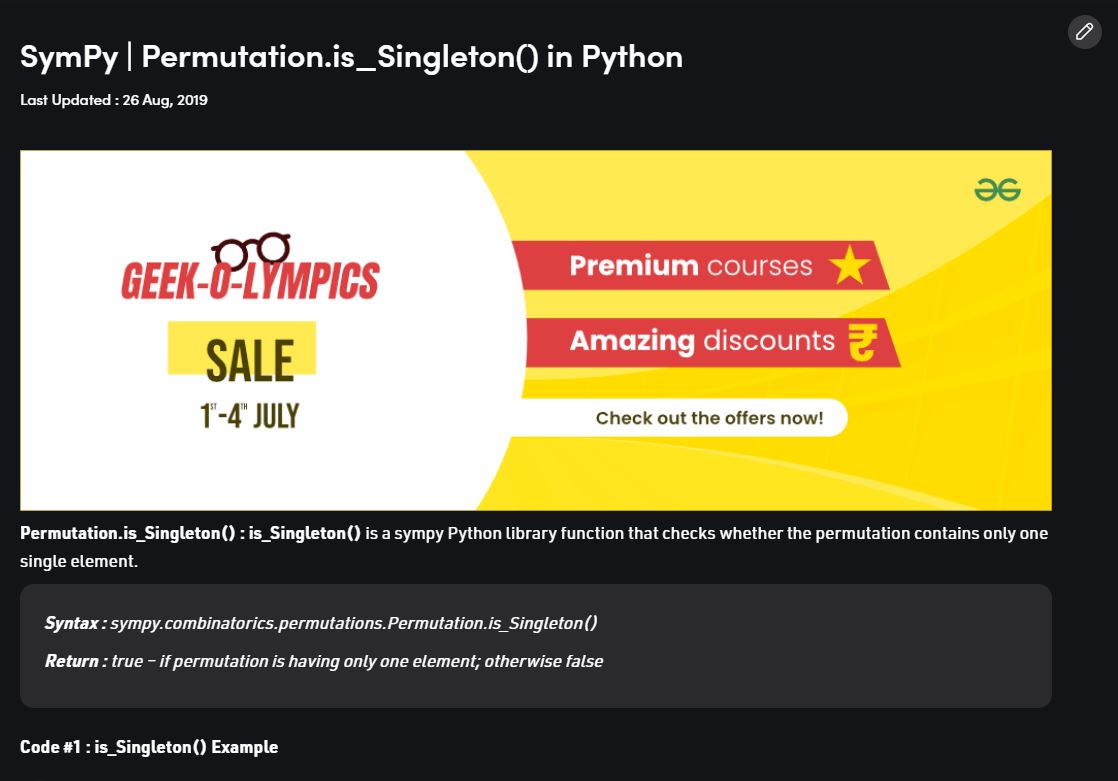 SymPy | Permutation.is_Singleton() in Python
Last Updated : 26 Aug, 2019
GEEK-O-LYMPICS
SALE
1ST-4TH JULY
Premium courses
Amazing discounts ₹
Check out the offers now!
Permutation.is_Singleton() : is_Singleton() is a sympy Python library function that checks whether the permutation contains only one
single element.
Syntax : sympy.combinatorics.permutations.Permutation.is_Singleton()
Return : true – if permutation is having only one element; otherwise false
Code #1 : is_Singleton() Example